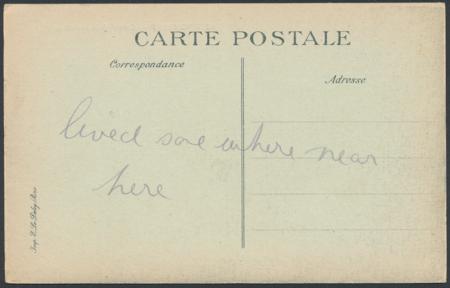 CARTE POSTALE
Correspondance
Adresse
lived some where near
here